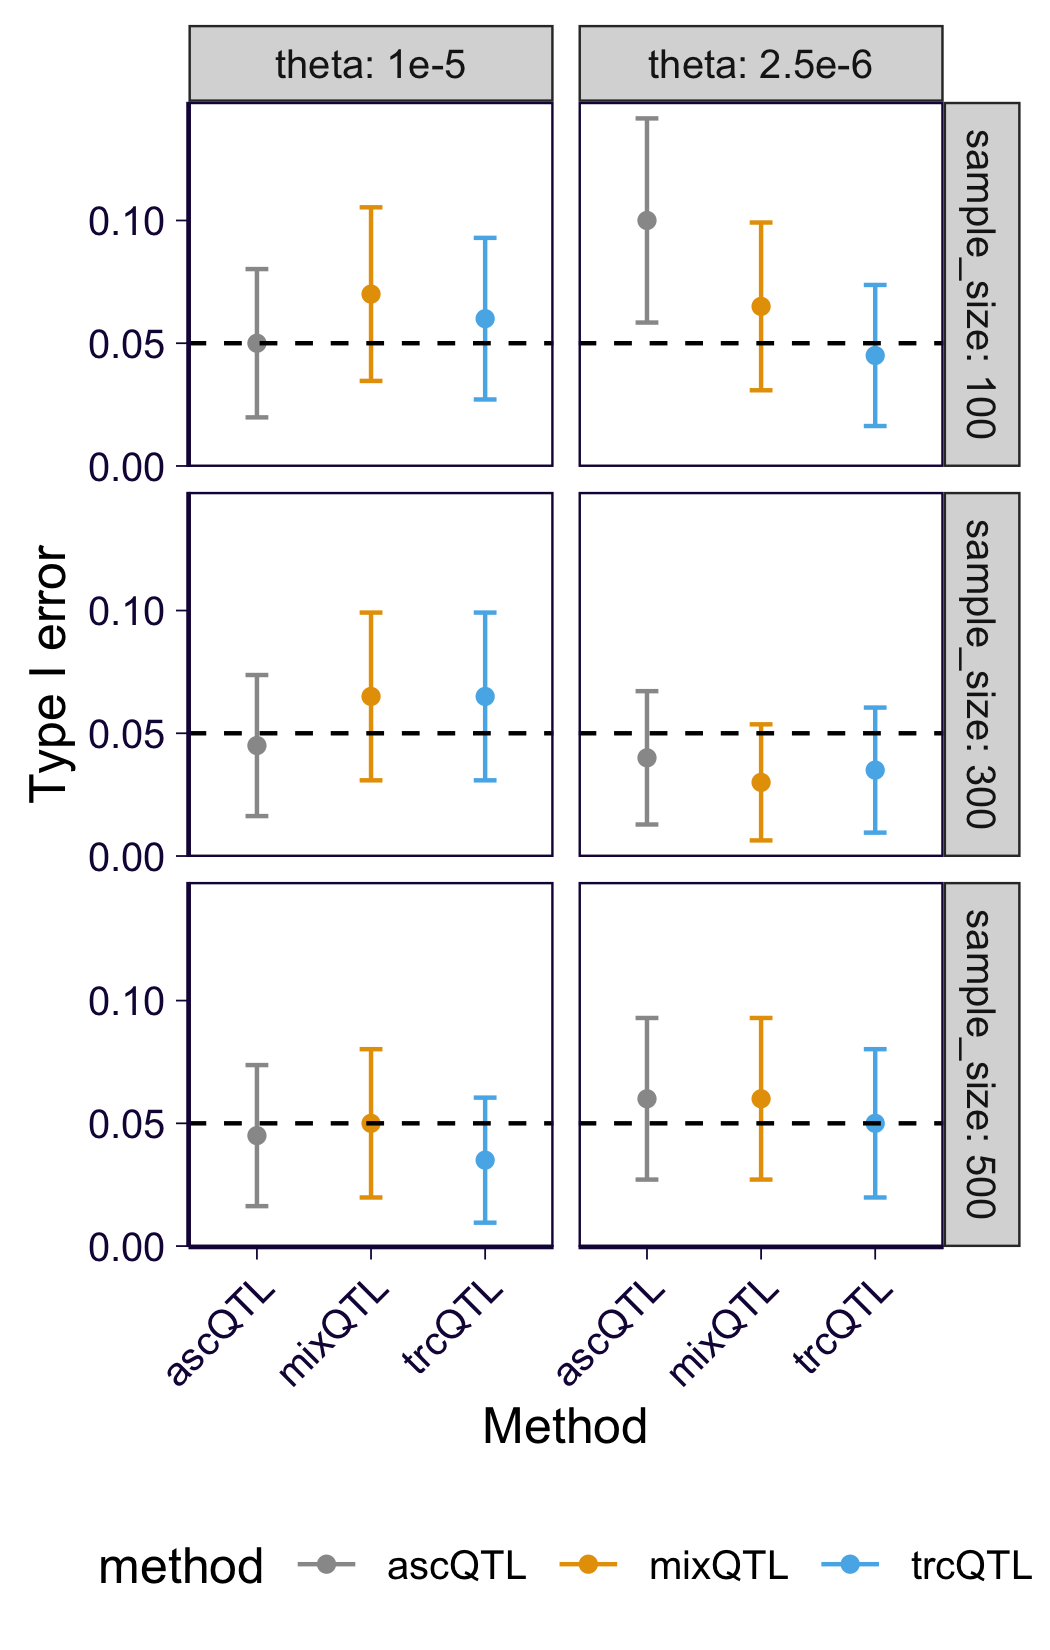 theta: 1e-5
theta: 2.5e-6
sample_size: 100
0.10
0.05
0.00
sample_size: 300
0.10
0.05
0.00
sample_size: 500
0.10
0.05
0.00
Type I error
ascQTL
mixQTL
trcQTL
ascQTL
mixQTL
trcQTL
Method
method ascQTL mixQTL trcQTL